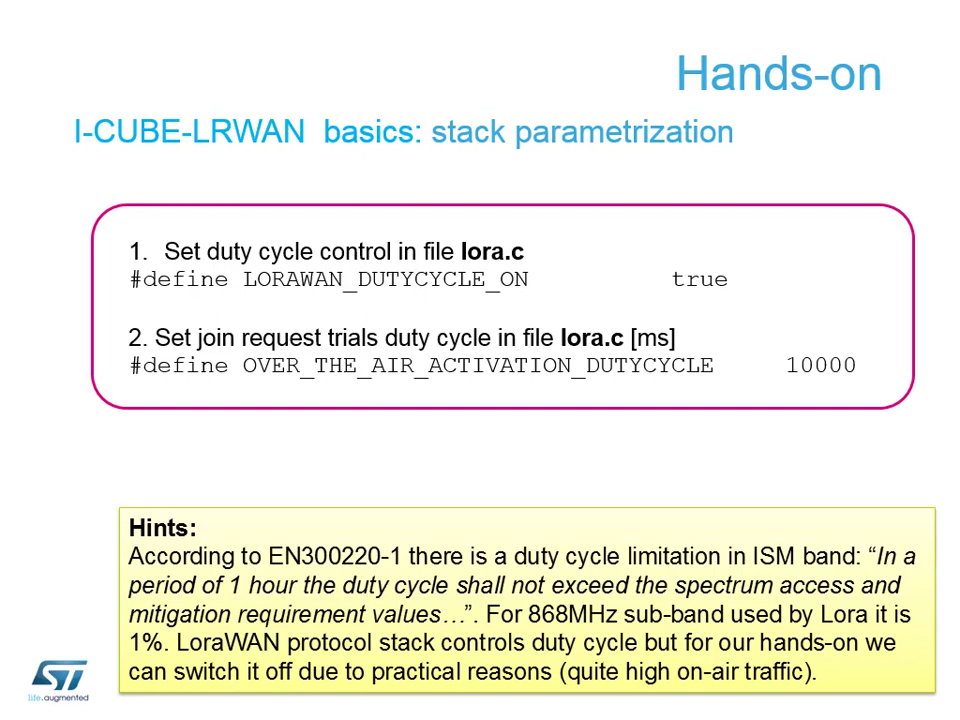 Hands-on
I-CUBE-LRWAN basics: stack parametrization
1. Set duty cycle control in file lora.c
#define LORAWAN_DUTYCYCLE_ON true
2. Set join request trials duty cycle in file lora.c [ms]
#define OVER_THE_AIR_ACTIVATION_DUTYCYCLE 10000
Hints:
According to EN300220-1 there is a duty cycle limitation in ISM band: “In a
period of 1 hour the duty cycle shall not exceed the spectrum access and
mitigation requirement values…”. For 868MHz sub-band used by Lora it is
1%. LoraWAN protocol stack controls duty cycle but for our hands-on we
can switch it off due to practical reasons (quite high on-air traffic).
ST
life.augmented